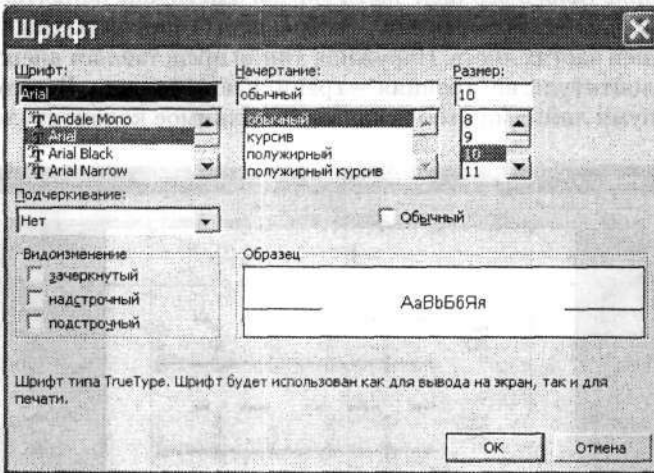 Шрифт
Шрифт: Начертание: Размер:
Arial обычный 10
Andale Mono обычный 8
Arial курсив 9
Arial Black полужирный 10
Arial Narrow полужирный курсив 11
Подчеркивание:
Нет Обычный
Видоизменение Образец
зачеркнутый
надстрочный АаВbБбЯя
подстрочный
Шрифт типа TrueType. Шрифт будет использован как для вывода на экран, так и для
печати.
OK Отмена